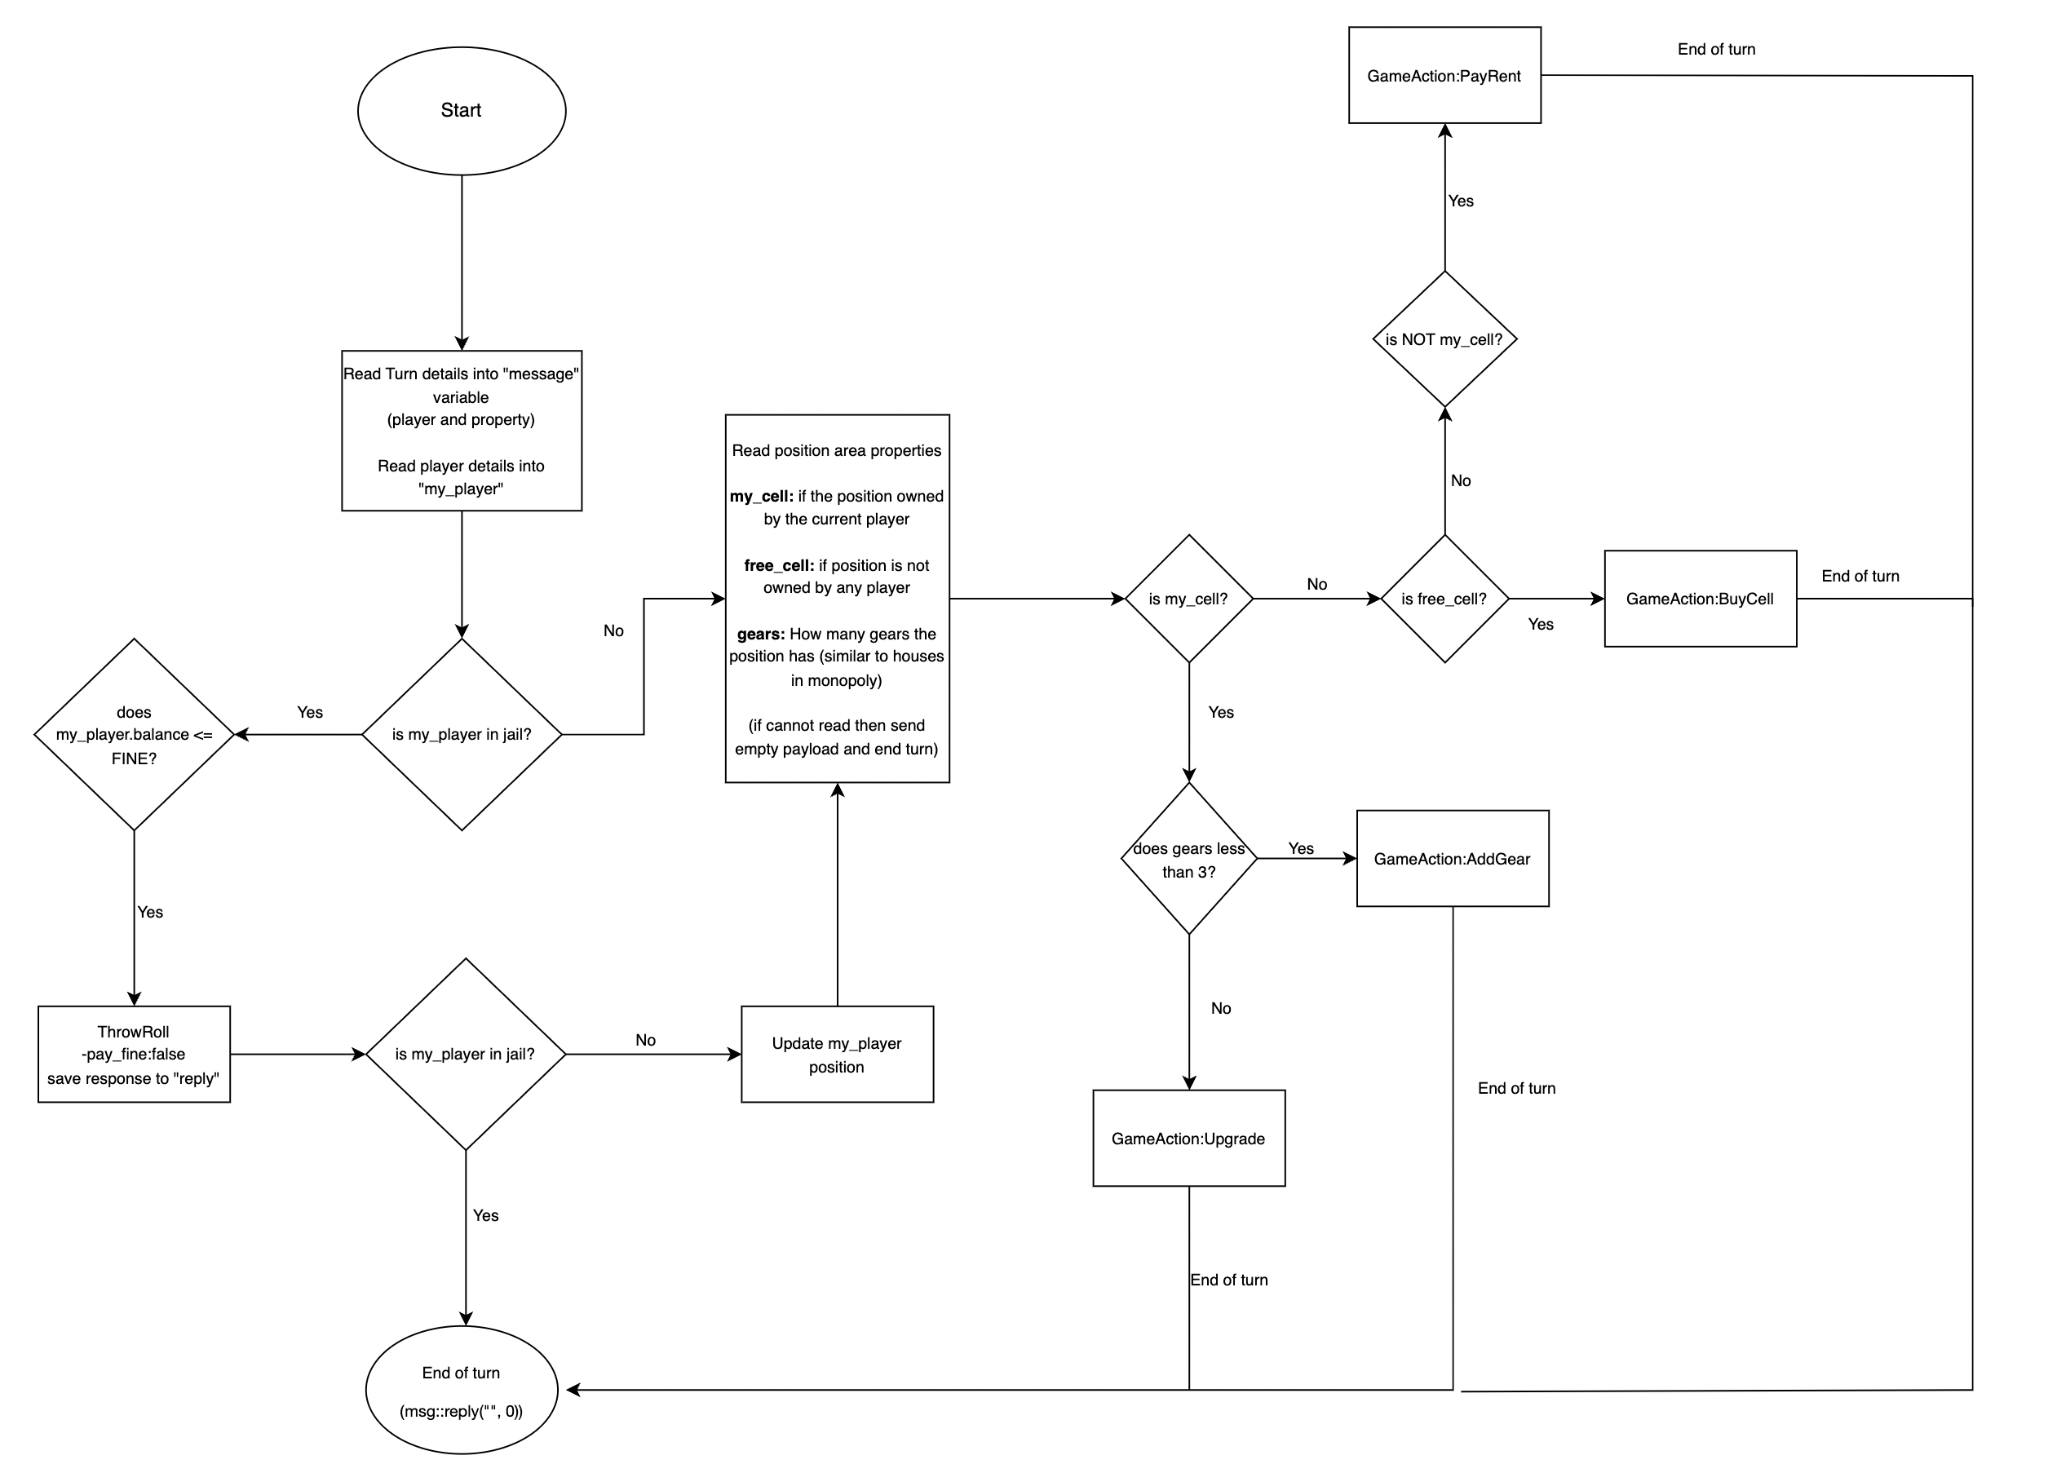 Start
Read Turn details into "message"
variable
(player and property)
Read player details into
"my_player"
is my_player in jail?
Yes
No
does
my_player.balance <=
FINE?
Yes
ThrowRoll
-pay_fine:false
save response to "reply"
is my_player in jail?
No
Update my_player
position
Yes
End of turn
(msg::reply("", 0))
Read position area properties
my_cell: if the position owned
by the current player
free_cell: if position is not
owned by any player
gears: How many gears the
position has (similar to houses
in monopoly)
(if cannot read then send
empty payload and end turn)
is my_cell?
No
is free_cell?
Yes
GameAction:BuyCell
End of turn
No
is NOT my_cell?
Yes
GameAction:PayRent
End of turn
Yes
does gears less
than 3?
Yes
GameAction:AddGear
End of turn
No
GameAction:Upgrade
End of turn